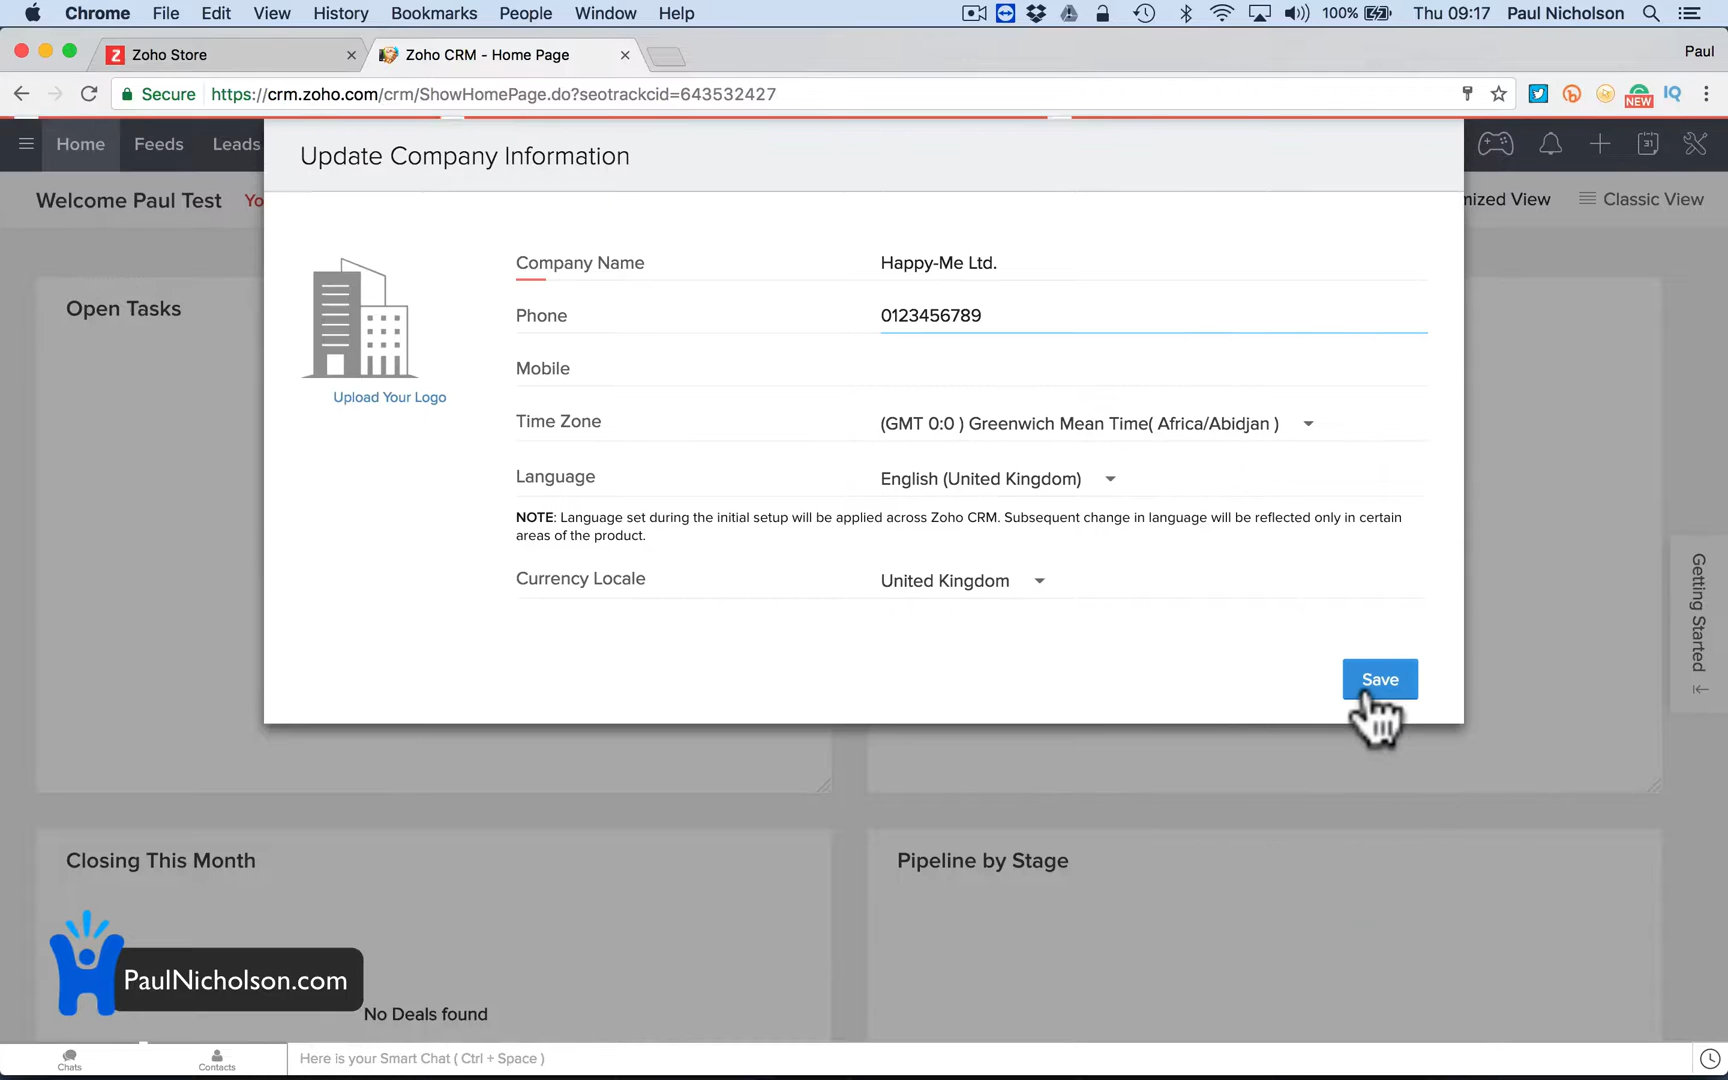 Chrome File Edit View History Bookmarks People Window Help 100% Thu 09:17 Paul Nicholson
Zoho Store Zoho CRM - Home Page Paul
Secure https://crm.zoho.com/crm/ShowHomePage.do?seotrackcid=643532427 NEW IQ
Home Feeds Leads 31
Update Company Information
Welcome Paul Test Yo mized View Classic View
Company Name Happy-Me Ltd.
Open Tasks
Phone 0123456789
Mobile
Upload Your Logo
Time Zone (GMT 0:0 ) Greenwich Mean Time( Africa/Abidjan )
Language English (United Kingdom)
NOTE: Language set during the initial setup will be applied across Zoho CRM. Subsequent change in language will be reflected only in certain
areas of the product.
Currency Locale United Kingdom
Getting Started
Save
Closing This Month Pipeline by Stage
PaulNicholson.com
No Deals found
Chats Contacts Here is your Smart Chat ( Ctrl + Space )